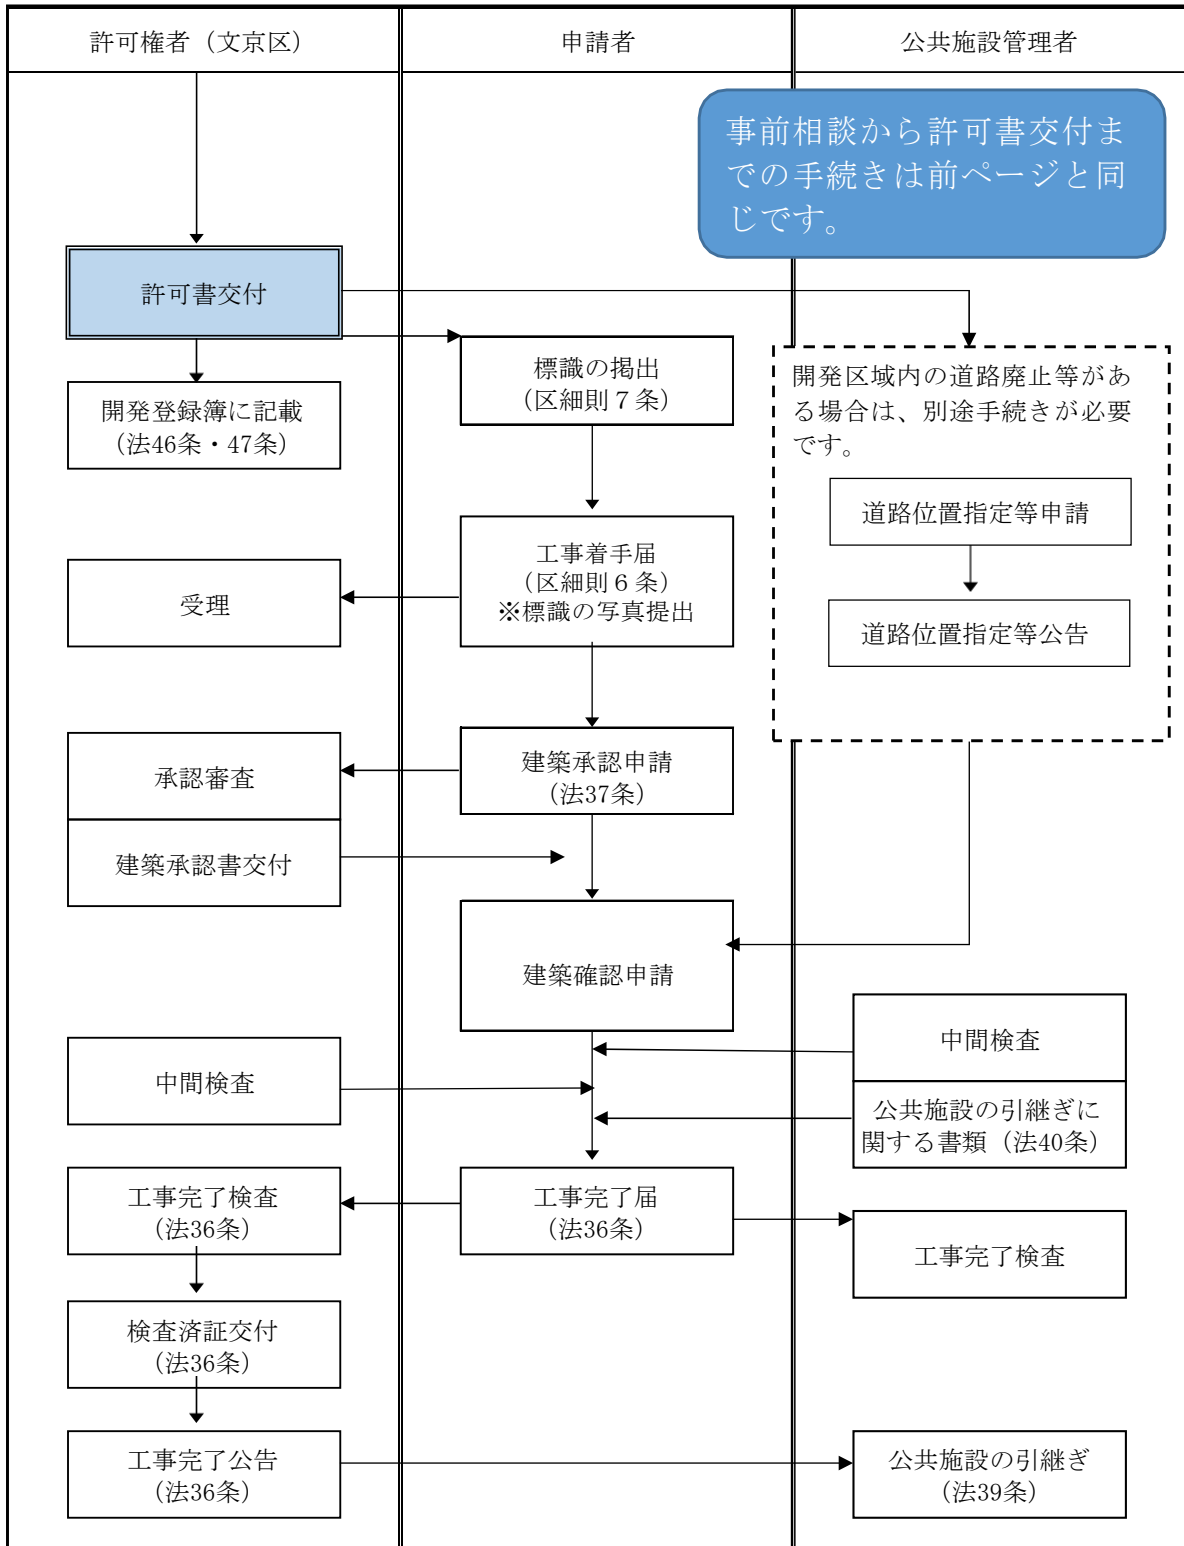 許可権者（文京区）
申請者
公共施設管理者
事前相談から許可書交付ま
での手続きは前ページと同
じです。
許可書交付
標識の掲出
（区細則７条）
開発区域内の道路廃止等があ
る場合は、別途手続きが必要
です。
開発登録簿に記載
（法46条・47条）
道路位置指定等申請
工事着手届
（区細則６条）
※標識の写真提出
受理
道路位置指定等公告
建築承認申請
（法37条）
承認審査
建築承認書交付
建築確認申請
中間検査
中間検査
公共施設の引継ぎに
関する書類（法40条）
工事完了検査
（法36条）
工事完了届
（法36条）
工事完了検査
検査済証交付
（法36条）
工事完了公告
（法36条）
公共施設の引継ぎ
（法39条）